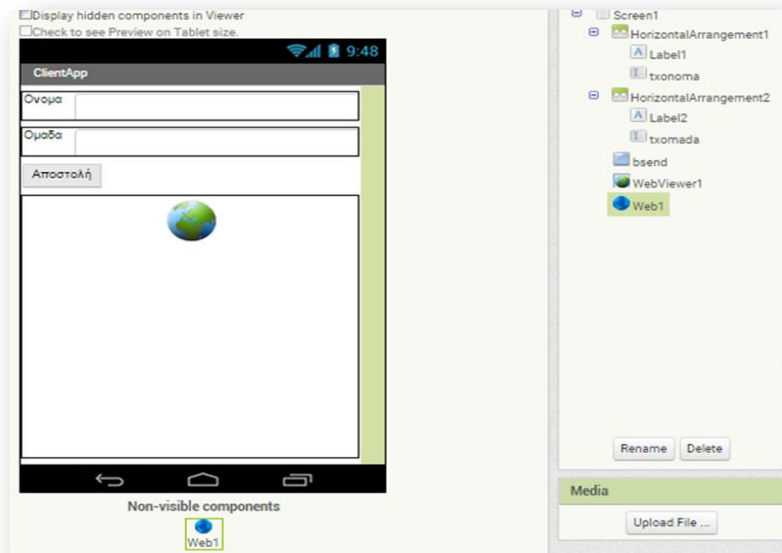 Display hidden components in Viewer
Check to see Preview on Tablet size.
9:48
ClientApp
Ονομα
Ομαδα
Αποστολή
Non-visible components
Web1
Screen1
HorizontalArrangement1
A Label1
txonoma
HorizontalArrangement2
A Label2
txomada
bsend
WebViewer1
Web1
Rename Delete
Media
Upload File ...